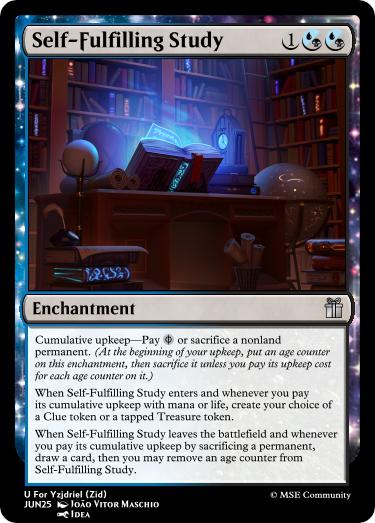 Self-Fulfilling Study
1
Enchantment
Cumulative upkeep—Pay or sacrifice a nonland
permanent. (At the beginning of your upkeep, put an age counter
on this enchantment, then sacrifice it unless you pay its upkeep
cost for each age counter on it.)
When Self-Fulfilling Study enters and whenever you pay
its cumulative upkeep with mana or life, create your choice of
a Clue token or a tapped Treasure token.
When Self-Fulfilling Study leaves the battlefield and whenever
you pay its cumulative upkeep by sacrificing a permanent,
draw a card, then you may remove an age counter from
Self-Fulfilling Study.
U For Yzjdriel (Zid)
JUN25 João Vitor Maschio
Idea
© MSE Community